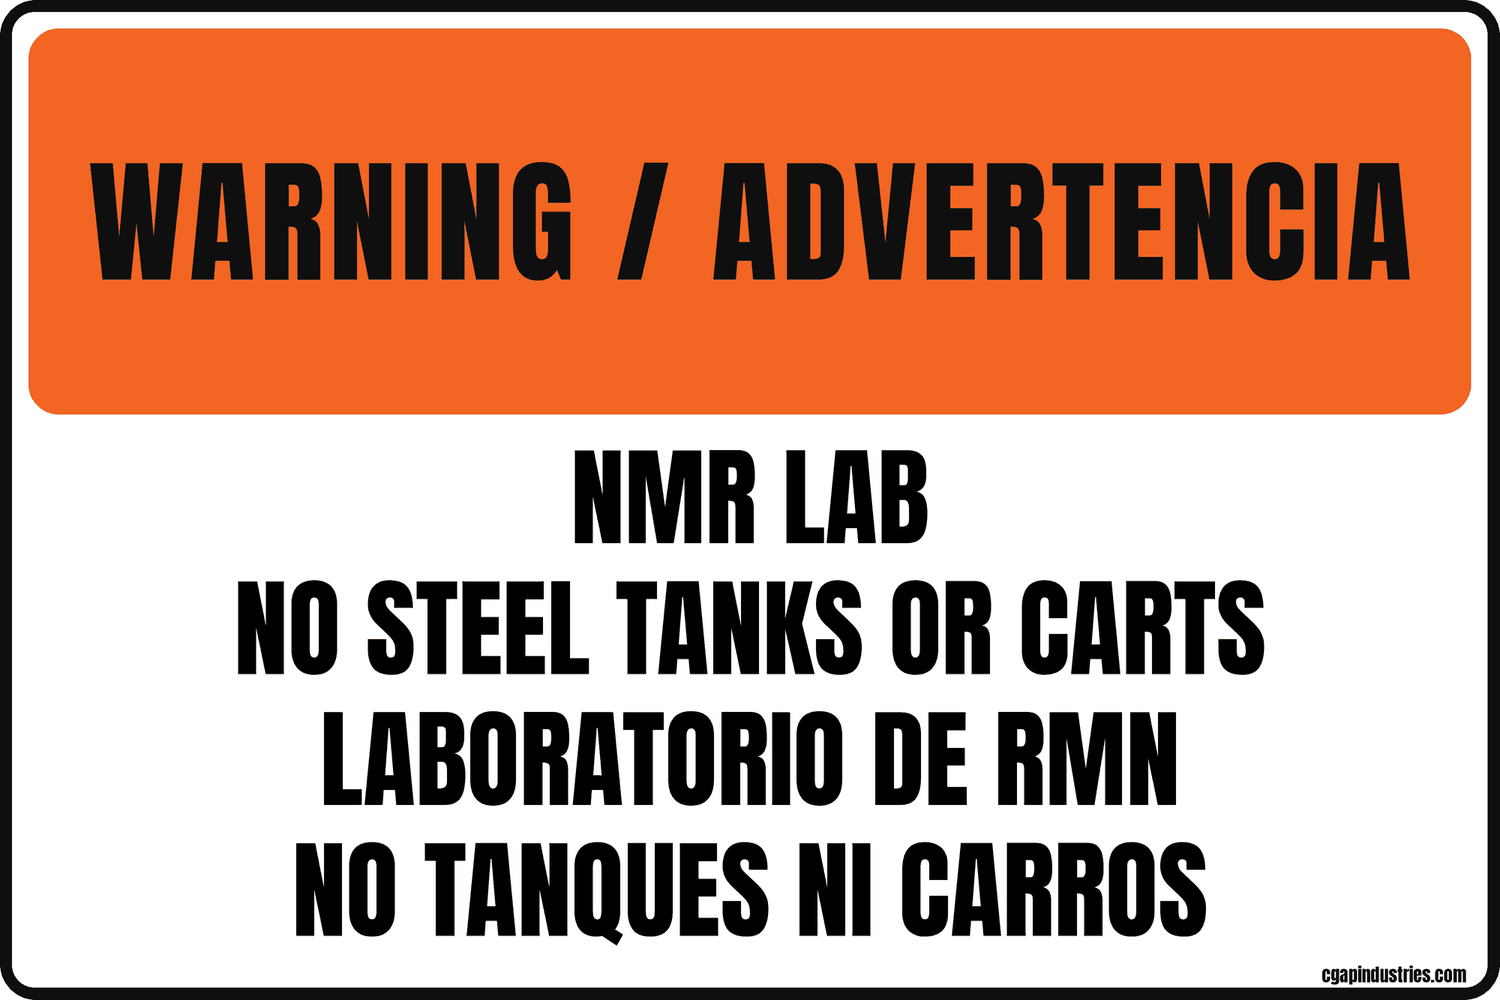 WARNING / ADVERTENCIA
NMR LAB
NO STEEL TANKS OR CARTS
LABORATORIO DE RMN
NO TANQUES NI CARROS
cgapindustries.com